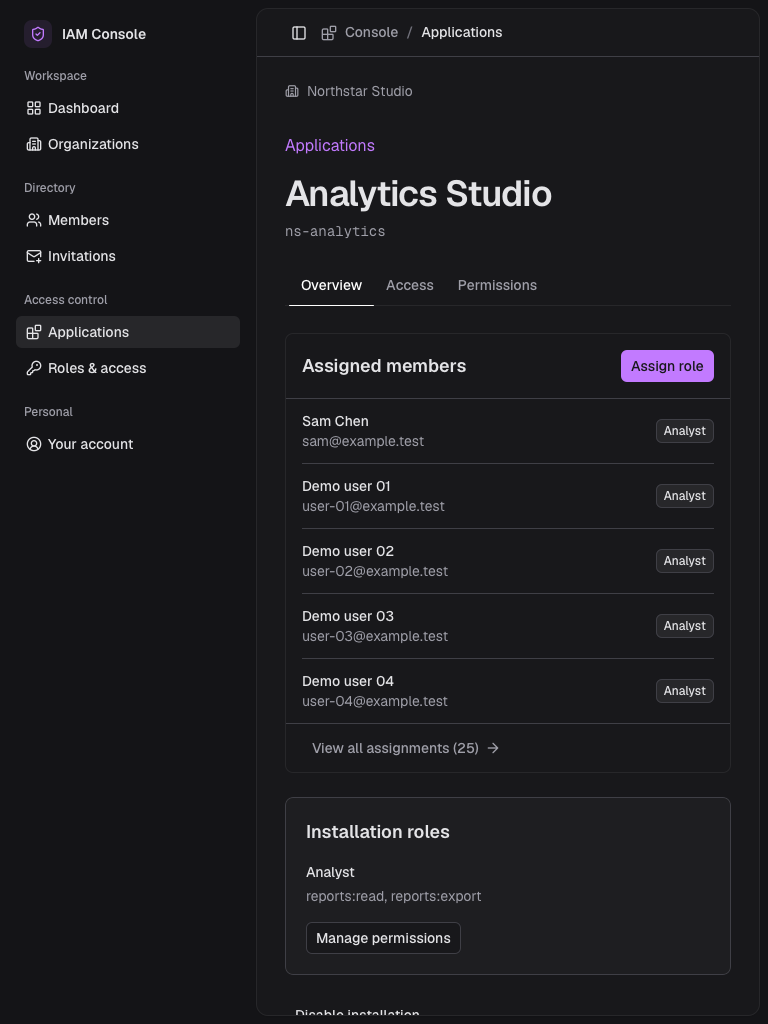 IAM Console
Workspace
Dashboard
Organizations
Directory
Members
Invitations
Access control
Applications
Roles & access
Personal
Your account
Console / Applications
Northstar Studio
Applications
Analytics Studio
ns-analytics
Overview Access Permissions
Assigned members
Assign role
Sam Chen
sam@example.test
Analyst
Demo user 01
user-01@example.test
Analyst
Demo user 02
user-02@example.test
Analyst
Demo user 03
user-03@example.test
Analyst
Demo user 04
user-04@example.test
Analyst
View all assignments (25)
Installation roles
Analyst
reports:read, reports:export
Manage permissions
Disable installation